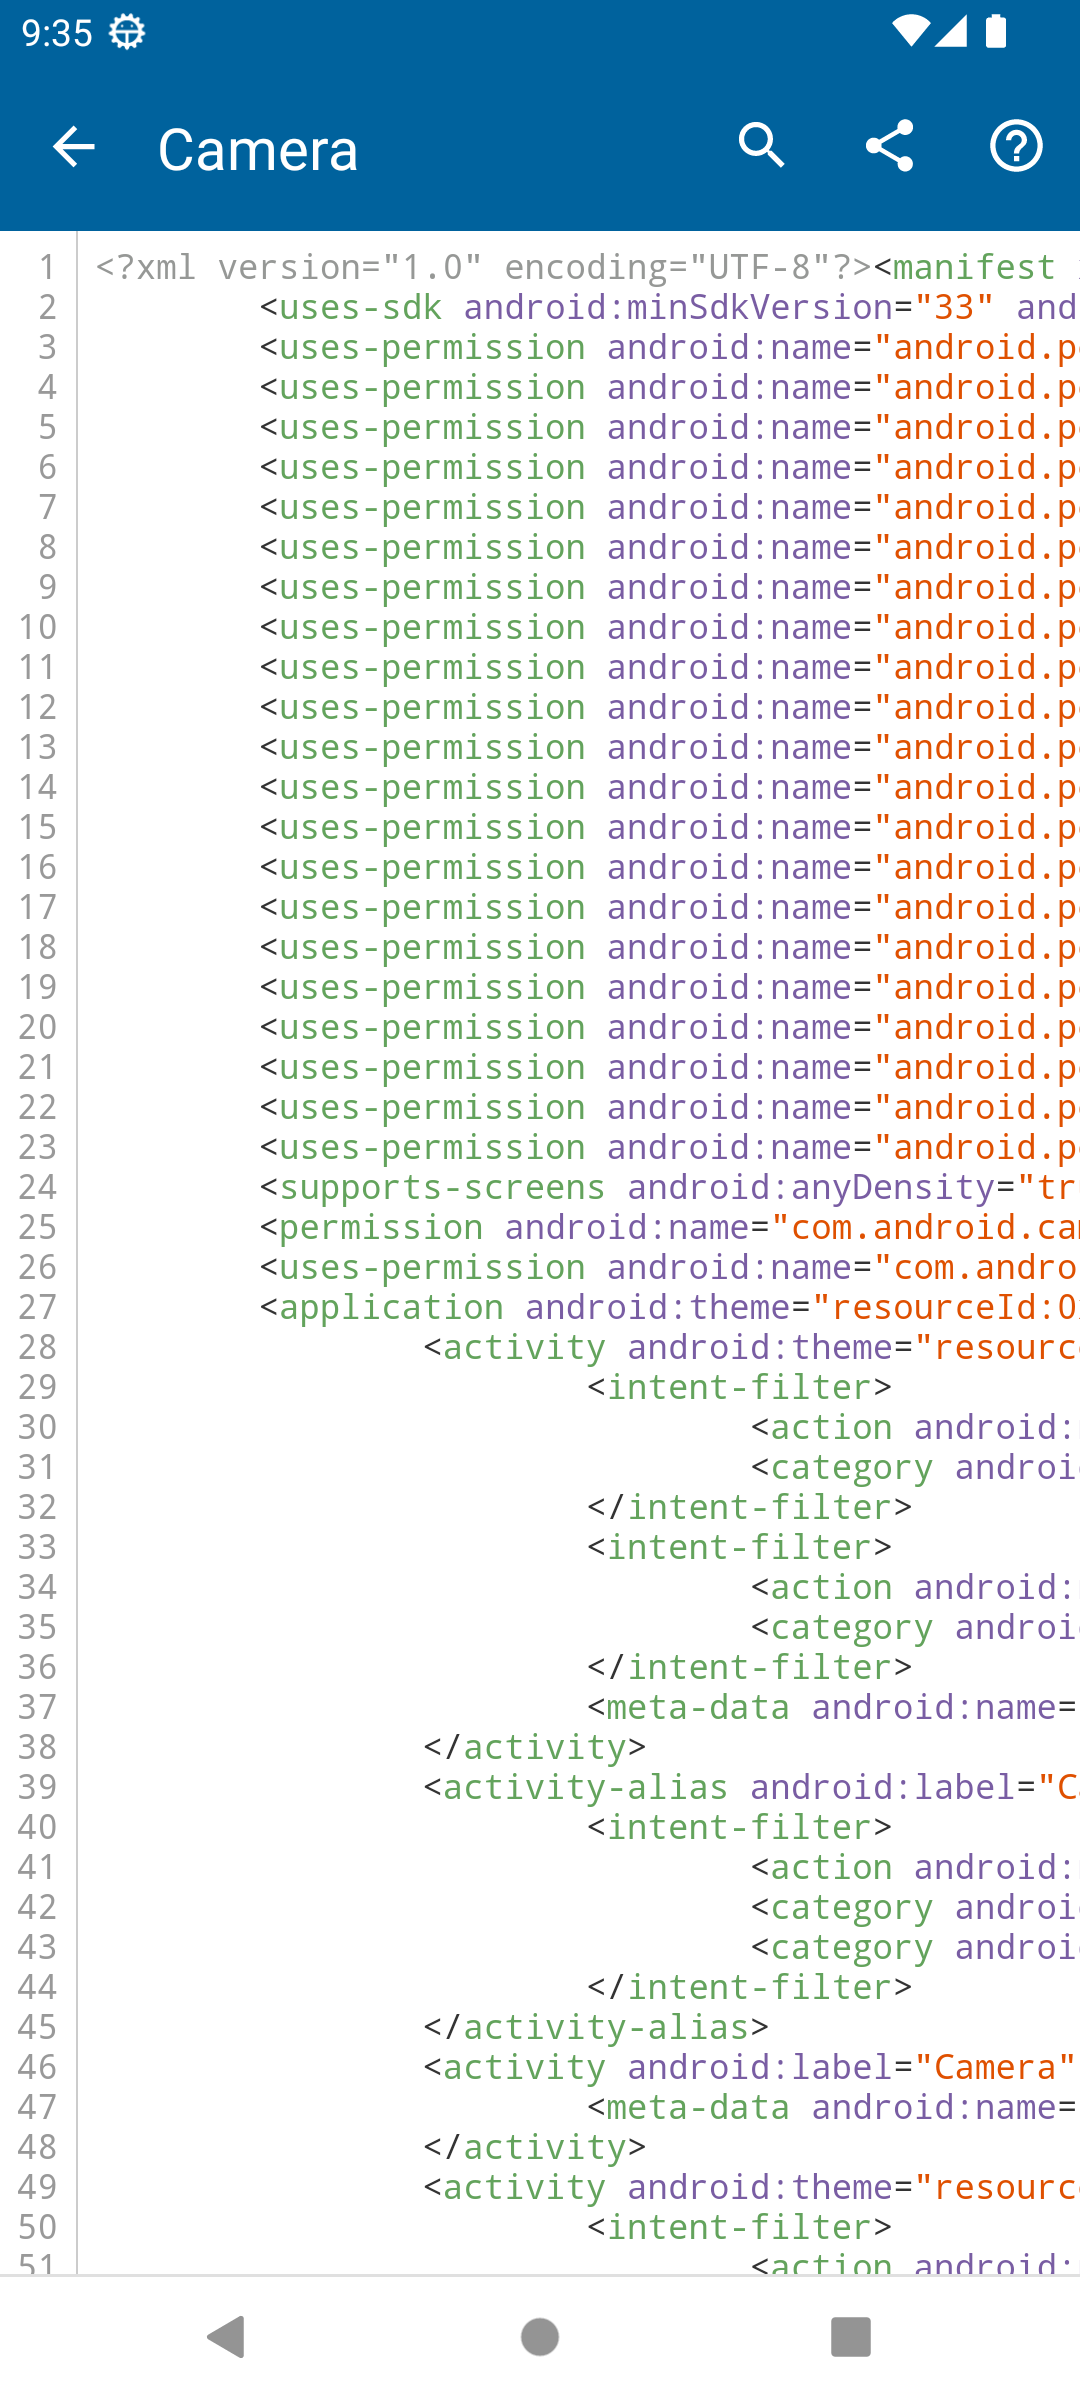 9:35
Camera
1 <?xml version="1.0" encoding="UTF-8"?><manifest
2 <uses-sdk android:minSdkVersion="33" and
3 <uses-permission android:name="android.p
4 <uses-permission android:name="android.p
5 <uses-permission android:name="android.p
6 <uses-permission android:name="android.p
7 <uses-permission android:name="android.p
8 <uses-permission android:name="android.p
9 <uses-permission android:name="android.p
10 <uses-permission android:name="android.p
11 <uses-permission android:name="android.p
12 <uses-permission android:name="android.p
13 <uses-permission android:name="android.p
14 <uses-permission android:name="android.p
15 <uses-permission android:name="android.p
16 <uses-permission android:name="android.p
17 <uses-permission android:name="android.p
18 <uses-permission android:name="android.p
19 <uses-permission android:name="android.p
20 <uses-permission android:name="android.p
21 <uses-permission android:name="android.p
22 <uses-permission android:name="android.p
23 <uses-permission android:name="android.p
24 <supports-screens android:anyDensity="tr
25 <permission android:name="com.android.ca
26 <uses-permission android:name="com.andro
27 <application android:theme="resourceId:0
28 <activity android:theme="resourc
29 <intent-filter>
30 <action android:
31 <category androi
32 </intent-filter>
33 <intent-filter>
34 <action android:
35 <category androi
36 </intent-filter>
37 <meta-data android:name=
38 </activity>
39 <activity-alias android:label="C
40 <intent-filter>
41 <action android:
42 <category androi
43 <category androi
44 </intent-filter>
45 </activity-alias>
46 <activity android:label="Camera"
47 <meta-data android:name=
48 </activity>
49 <activity android:theme="resourc
50 <intent-filter>
51 <action android: